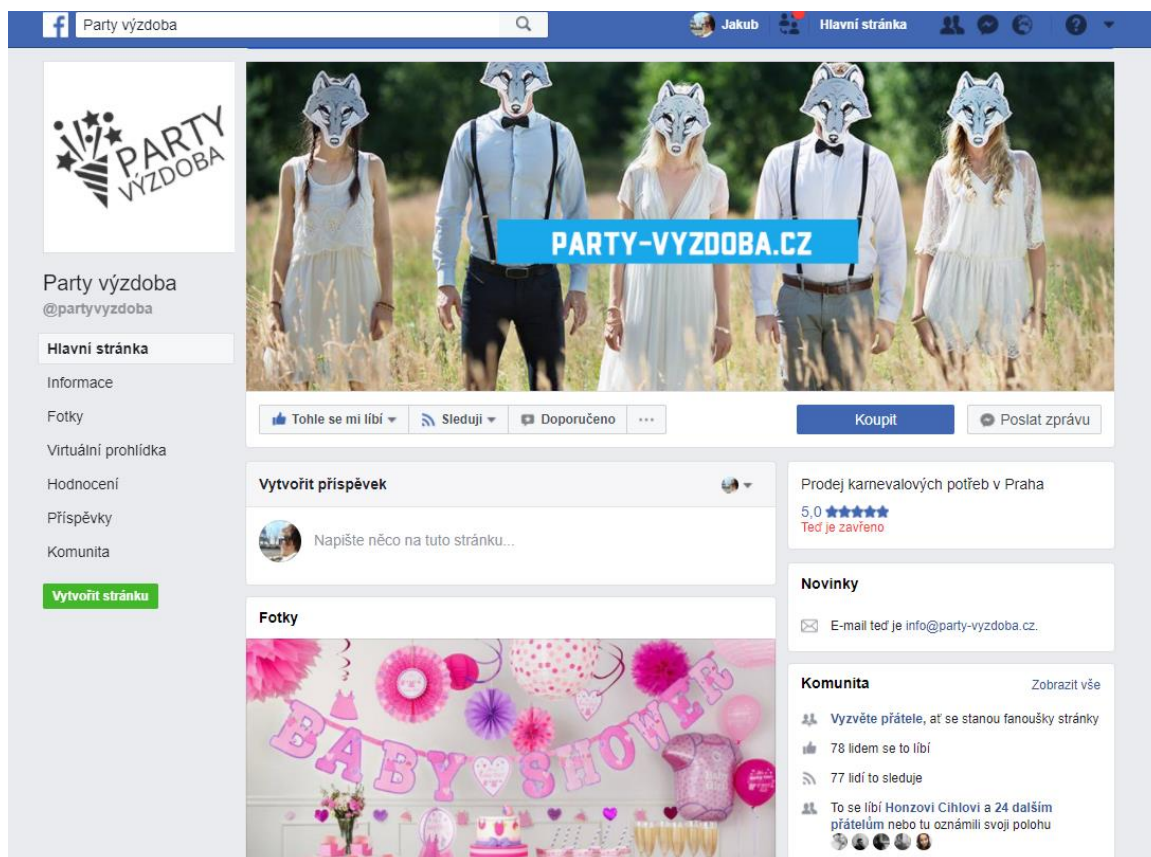 Party výzdoba
Jakub
Hlavní stránka
PARTY
VÝZDOBA
PARTY-VYZDOBA.CZ
Party výzdoba
@partyvyzdoba
Hlavní stránka
Informace
Fotky
Virtuální prohlídka
Hodnocení
Příspěvky
Komunita
Vytvořit stránku
Tohle se mi líbí
Sleduji
Doporučeno
Koupit
Poslat zprávu
Vytvořit příspěvek
Napište něco na tuto stránku...
Fotky
BABY SHOWER
Prodej karnevalových potřeb v Praha
5,0
Teď je zavřeno
Novinky
E-mail teď je info@party-vyzdoba.cz.
Komunita
Zobrazit vše
Vyzvěte přátele, ať se stanou fanoušky stránky
78 lidem se to líbí
77 lidí to sleduje
To se líbí Honzovi Cihlovi a 24 dalším
přátelům nebo tu oznámili svoji polohu